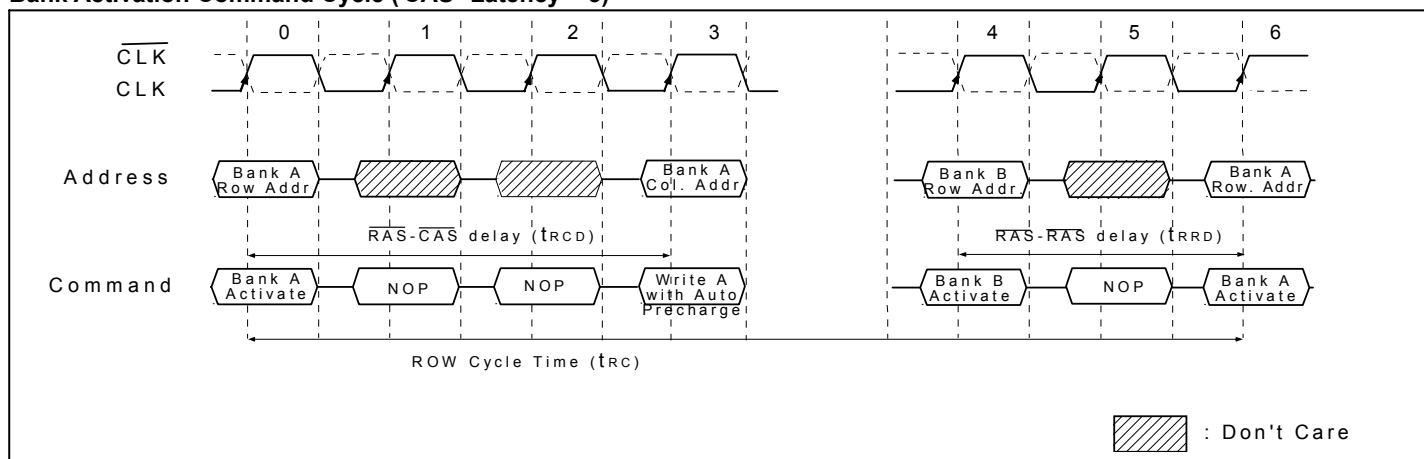 Bank Activation Command Cycle ( CAS Latency = 3)
0 1 2 3 4 5 6
CLK
CLK
Address
Bank A
Row Addr.
Bank A
Col. Addr.
Bank B
Row Addr.
Bank A
Row. Addr.
RAS-CAS delay (tRCD)
RAS-RAS delay (tRRD)
Command
Bank A
Activate
NOP
NOP
Write A
with Auto
Precharge
Bank B
Activate
NOP
Bank A
Activate
ROW Cycle Time (tRC)
: Don't Care